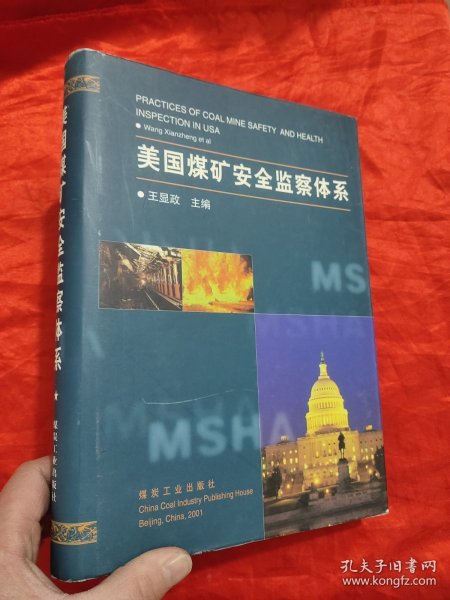 PRACTICES OF COAL MINE SAFETY AND HEALTH
INSPECTION IN USA
● Wang Xianzheng et al
美国煤矿安全监察体系
● 王显政 主编
MS
MSHA
MSHA
煤炭工业出版社
China Coal Industry Publishing House
Beijing, China, 2001
美国煤矿安全监察体系
★
煤炭工业出版社
孔夫子旧书网
www.kongfz.com